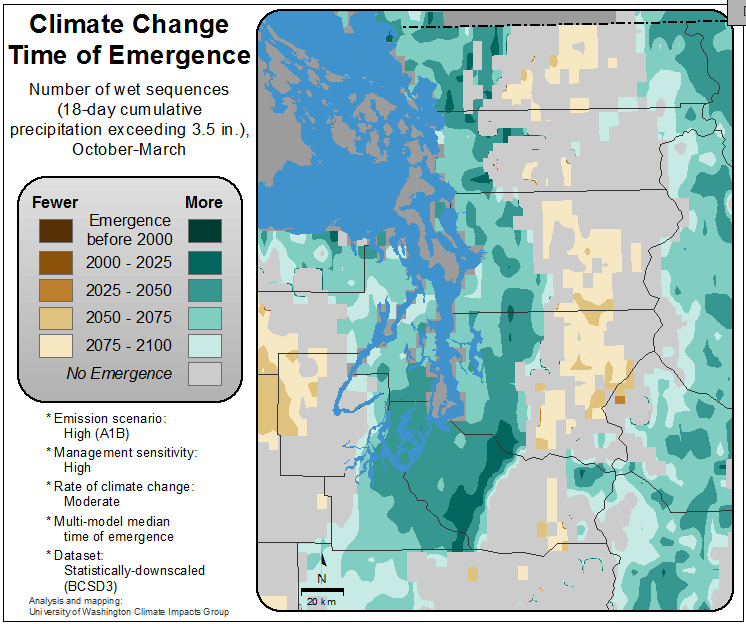 Climate Change
Time of Emergence
Number of wet sequences
(18-day cumulative
precipitation exceeding 3.5 in.),
October-March
Fewer More
Emergence
before 2000
2000 - 2025
2025 - 2050
2050 - 2075
2075 - 2100
No Emergence
* Emission scenario:
High (A1B)
* Management sensitivity:
High
* Rate of climate change:
Moderate
* Multi-model median
time of emergence
* Dataset:
Statistically-downscaled
(BCSD3)
Analysis and mapping:
University of Washington Climate Impacts Group
N
20 km